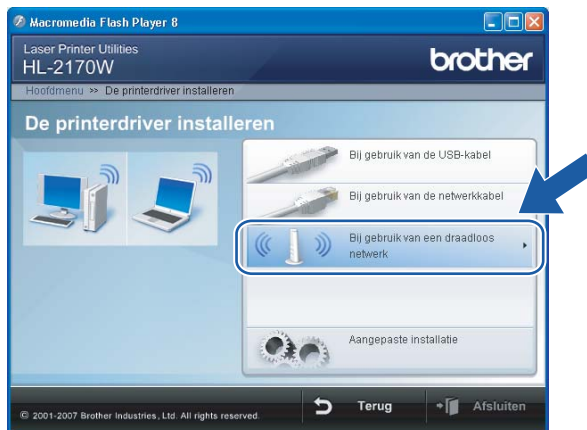 Macromedia Flash Player 8
Laser Printer Utilities
HL-2170W
brother
Hoofdmenu >> De printerdriver installeren
De printerdriver installeren
Bij gebruik van de USB-kabel
Bij gebruik van de netwerkkabel
Bij gebruik van een draadloos
netwerk
Aangepaste installatie
© 2001-2007 Brother Industries, Ltd. All rights reserved.
Terug
Afsluiten